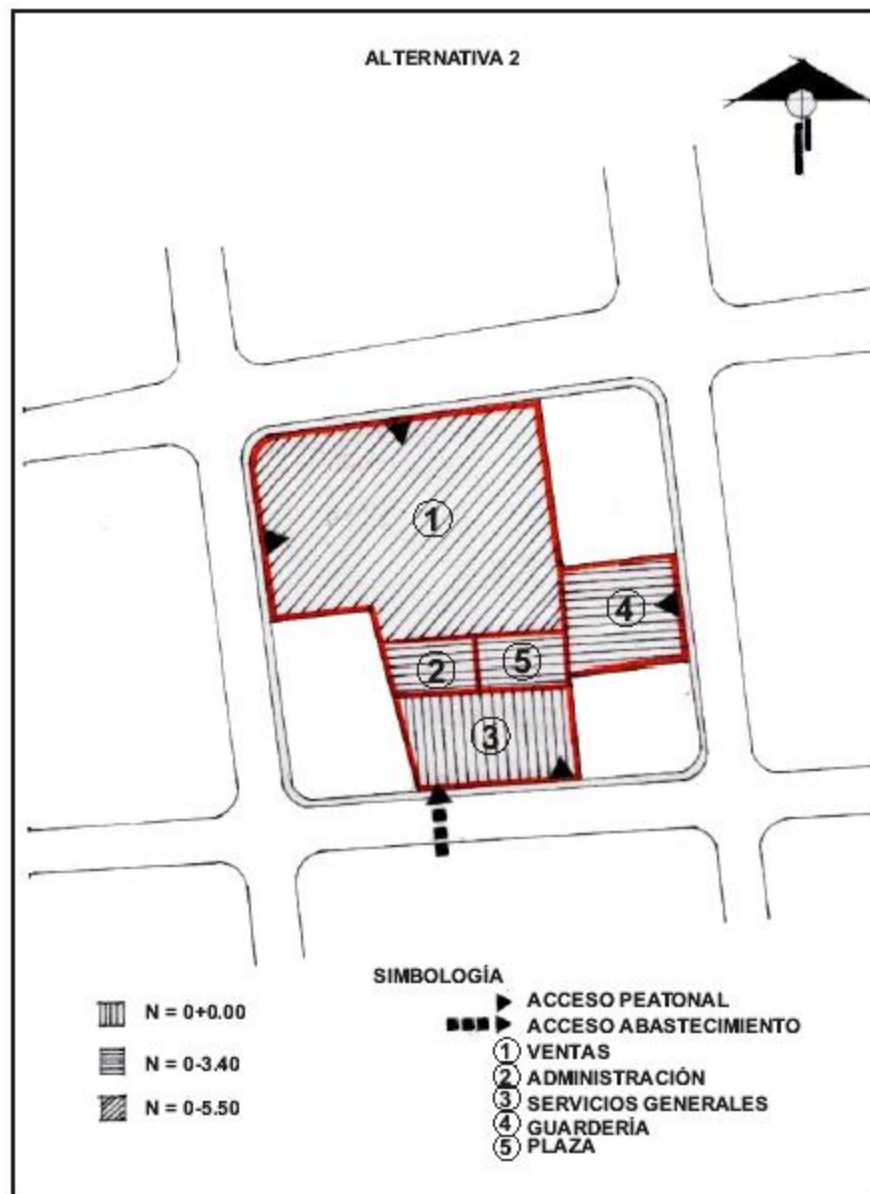 ALTERNATIVA 2
1
4
2
5
3
SIMBOLOGÍA
N = 0+0.00
N = 0-3.40
N = 0-5.50
ACCESO PEATONAL
ACCESO ABASTECIMIENTO
1 VENTAS
2 ADMINISTRACIÓN
3 SERVICIOS GENERALES
4 GUARDERÍA
5 PLAZA